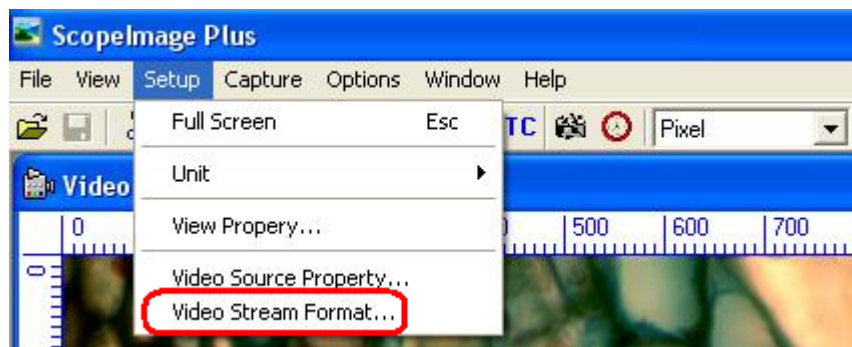 ScopeImage Plus
File View Setup Capture Options Window Help
Full Screen Esc
TC Pixel
Unit
Video
View Propery...
0 500 600 700
Video Source Property...
0
Video Stream Format...